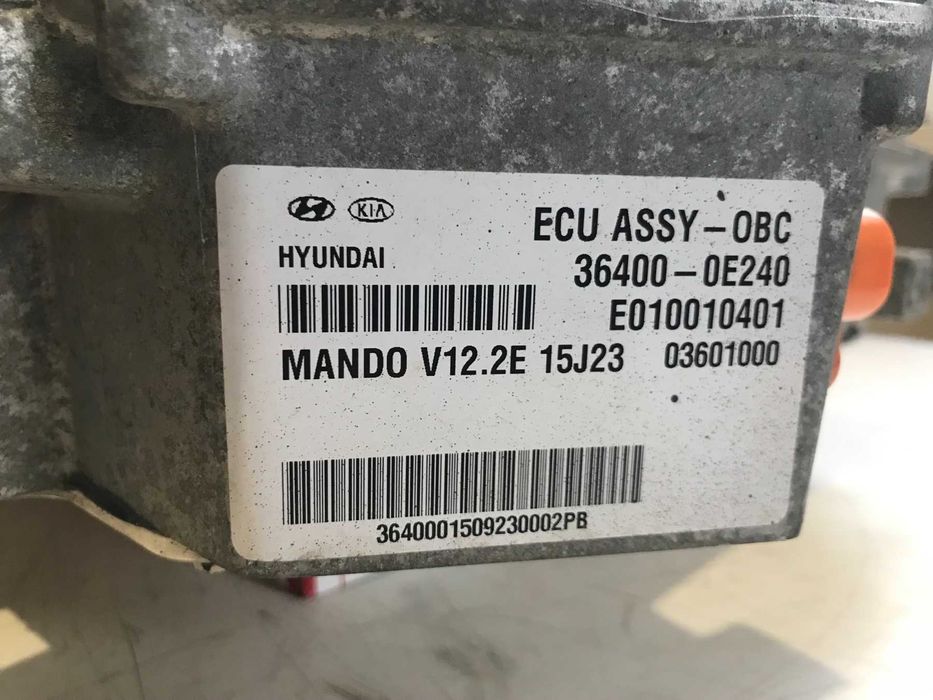 KIA
HYUNDAI
ECU ASSY-OBC
36400-0E240
E010010401
MANDO V12.2E 15J23 03601000
3640001509230002PB